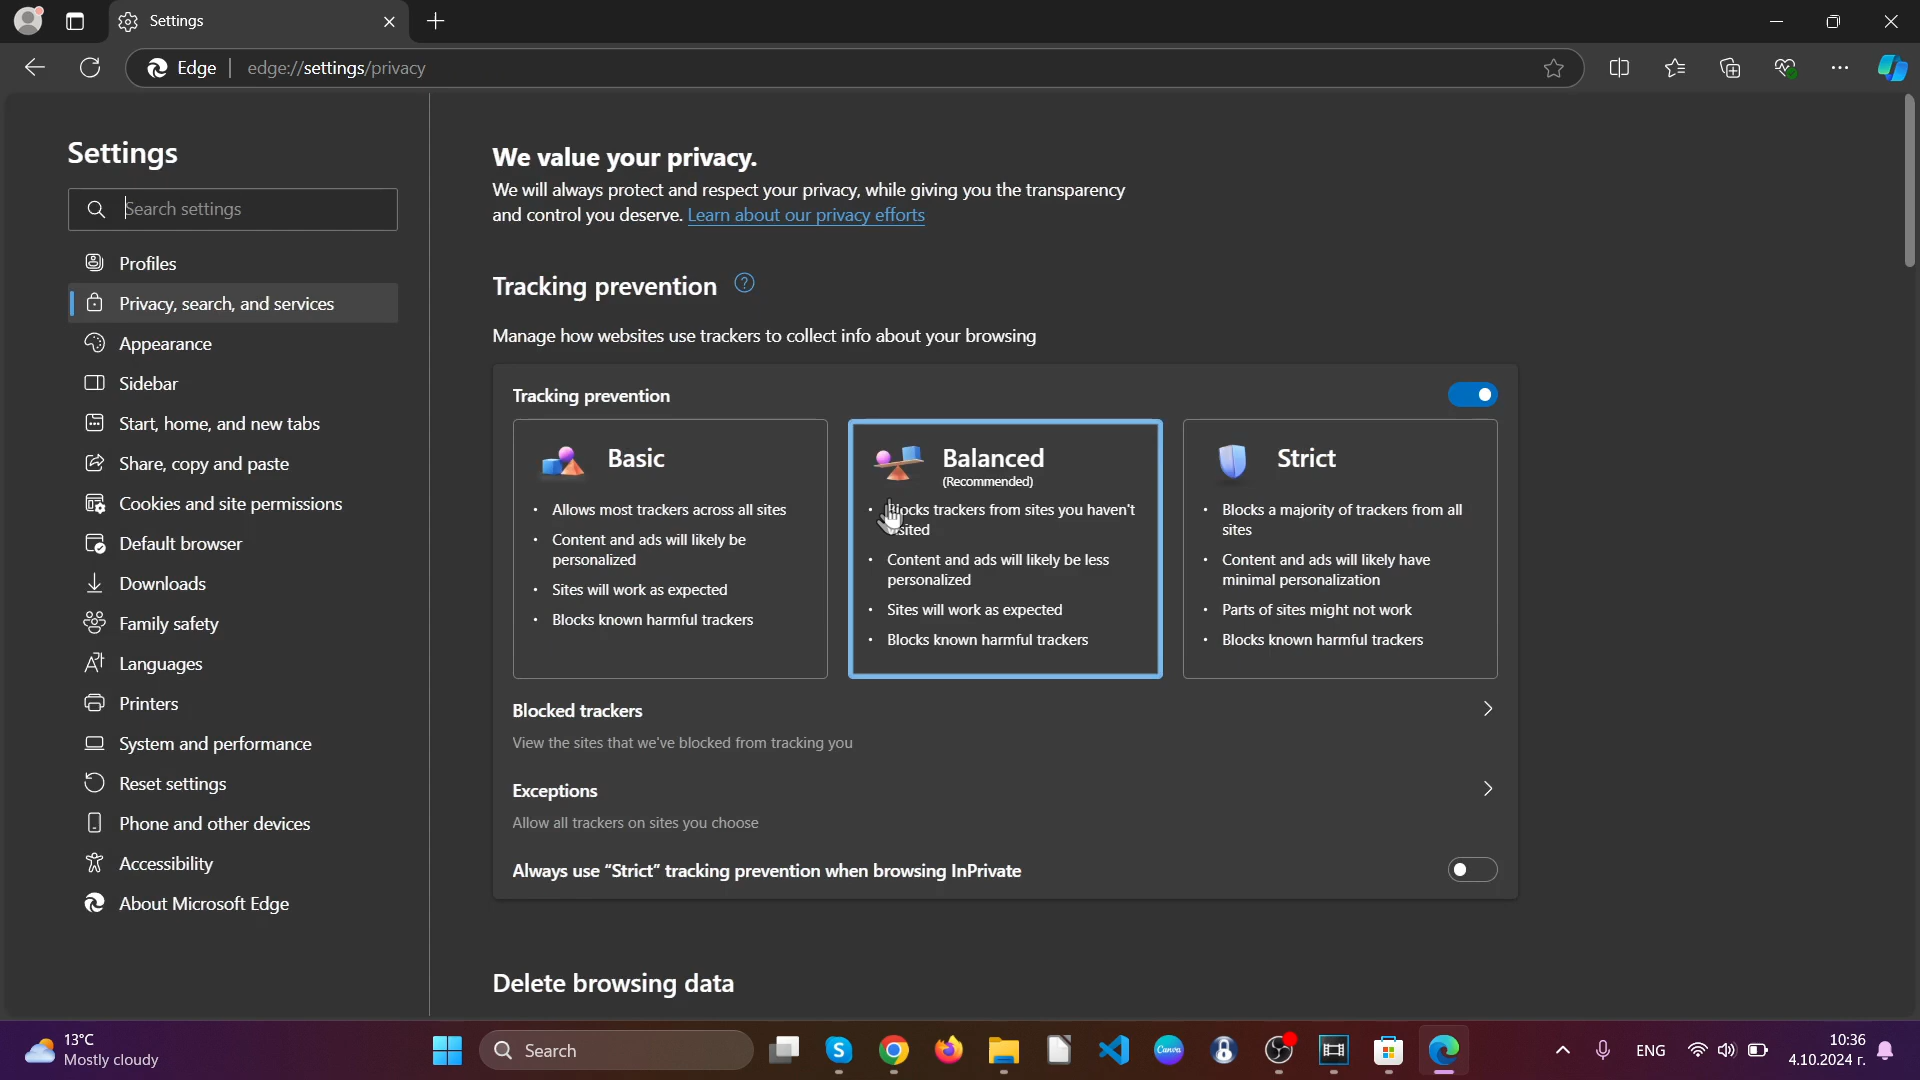 Settings
Edge
edge://settings/privacy
Settings
Search settings
Profiles
Privacy, search, and services
Appearance
Sidebar
Start, home, and new tabs
Share, copy and paste
Cookies and site permissions
Default browser
Downloads
Family safety
Languages
Printers
System and performance
Reset settings
Phone and other devices
Accessibility
About Microsoft Edge
We value your privacy.
We will always protect and respect your privacy, while giving you the transparency
and control you deserve. Learn about our privacy efforts
Tracking prevention
Manage how websites use trackers to collect info about your browsing
Tracking prevention
Basic
• Allows most trackers across all sites
• Content and ads will likely be
personalized
• Sites will work as expected
• Blocks known harmful trackers
Balanced
(Recommended)
• trackers from sites you haven't
• Content and ads will likely be less
personalized
• Sites will work as expected
• Blocks known harmful trackers
Strict
• Blocks a majority of trackers from all
sites
• Content and ads will likely have
minimal personalization
• Parts of sites might not work
• Blocks known harmful trackers
Blocked trackers
View the sites that we've blocked from tracking you
Exceptions
Allow all trackers on sites you choose
Always use “Strict” tracking prevention when browsing InPrivate
Delete browsing data
13°C
Mostly cloudy
Search
Canva
ENG
10:36
4.10.2024 г.